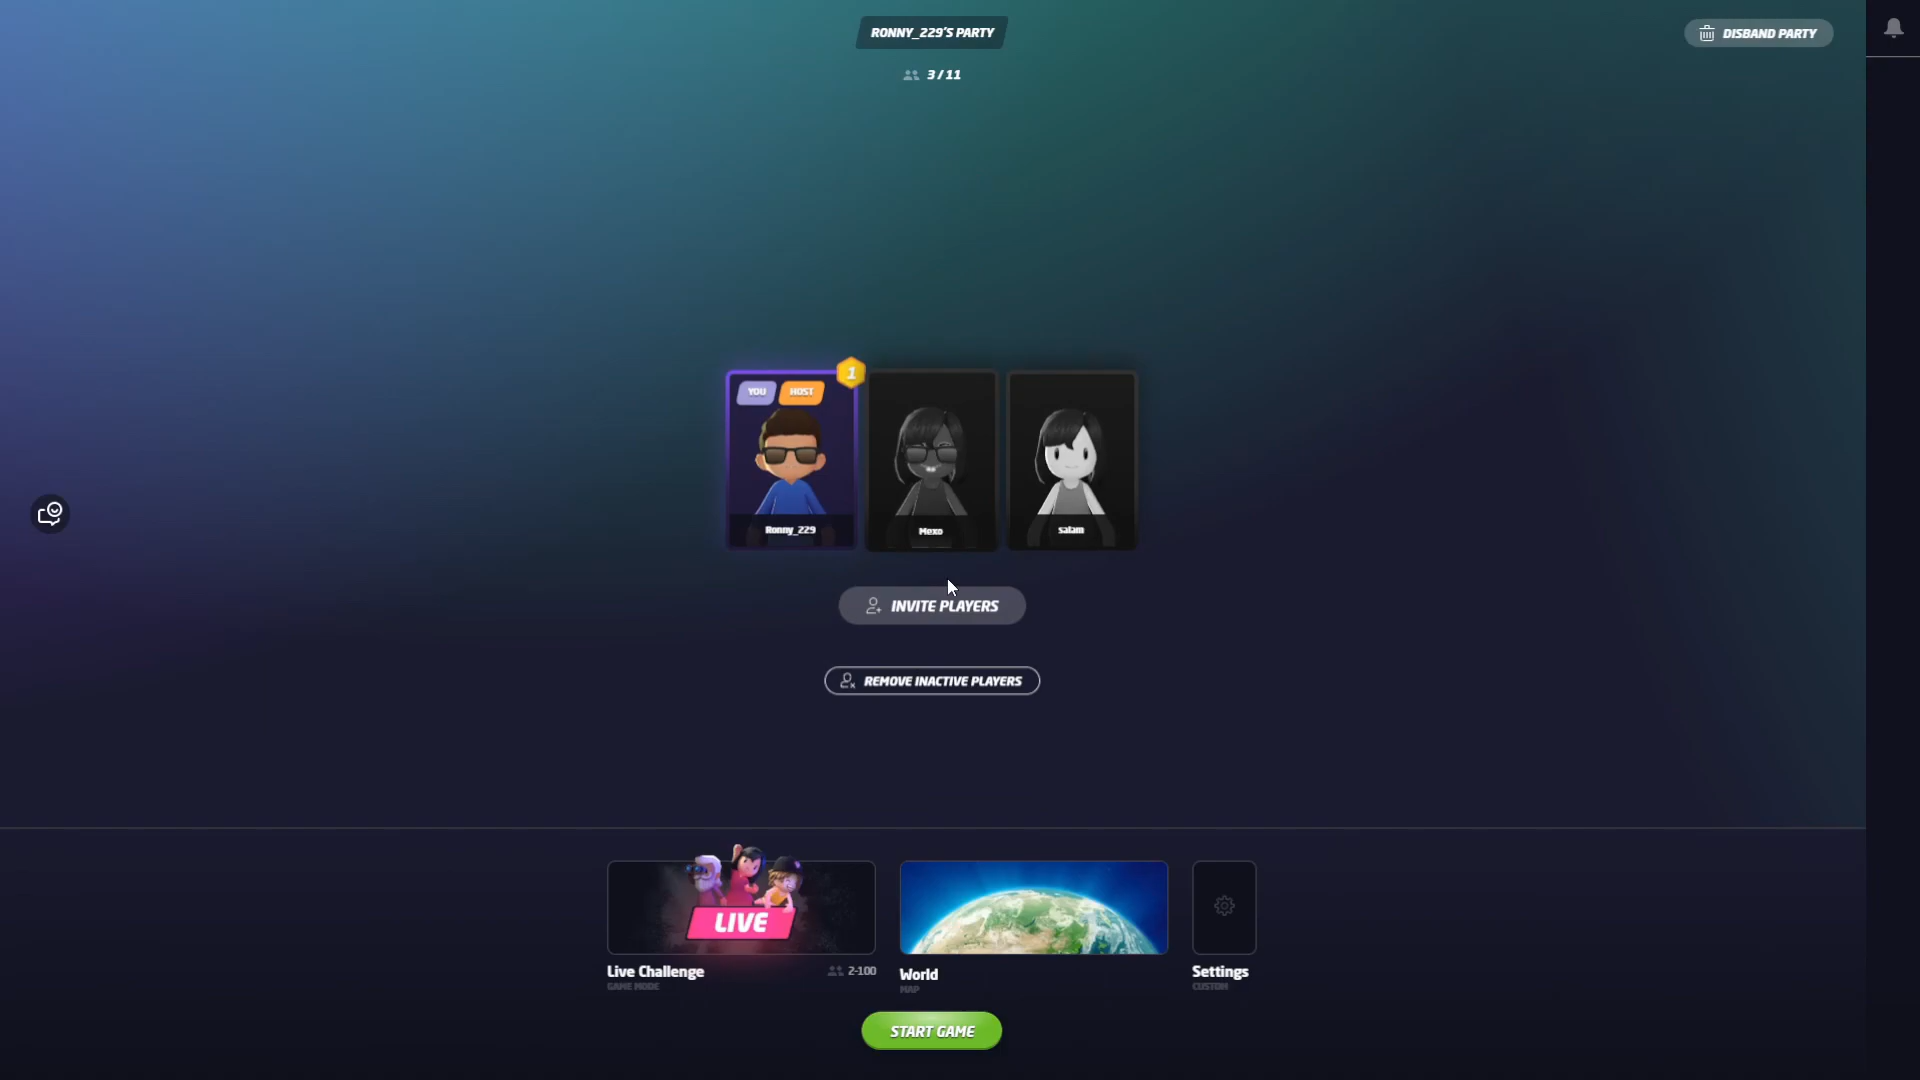 RONNY_229'S PARTY
DISBAND PARTY
3 / 11
1
YOU HOST
Ronny_229
Mexo
salam
INVITE PLAYERS
REMOVE INACTIVE PLAYERS
LIVE
Live Challenge
2-100
GAME MODE
World
MAP
Settings
CUSTOM
START GAME